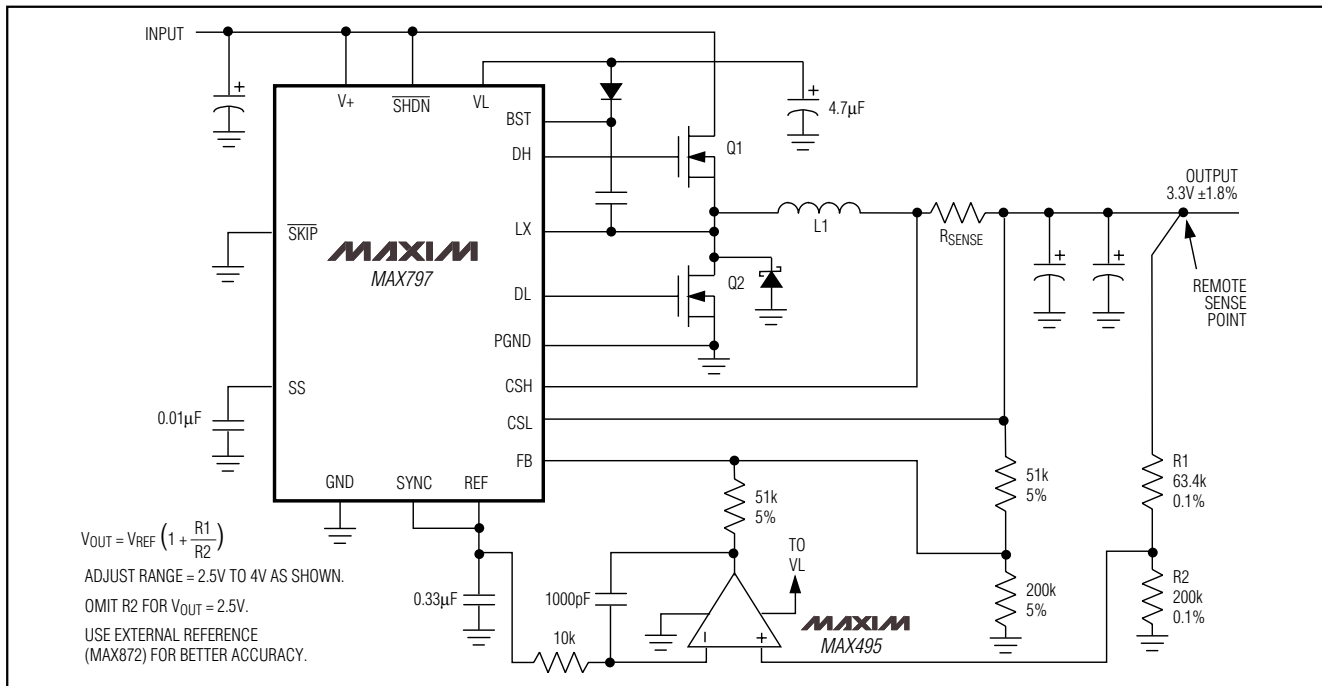 INPUT
V+
SHDN
VL
BST
DH
Q1
4.7µF
+
+
OUTPUT
3.3V ±1.8%
LX
L1
RSENSE
SKIP
MAXIM
MAX797
DL
Q2
+
+
REMOTE
SENSE
POINT
PGND
SS
0.01µF
CSH
CSL
FB
GND
SYNC
REF
51k
5%
51k
5%
R1
63.4k
0.1%
VOUT = VREF (1 + R1
R2)
ADJUST RANGE = 2.5V TO 4V AS SHOWN.
OMIT R2 FOR VOUT = 2.5V.
USE EXTERNAL REFERENCE
(MAX872) FOR BETTER ACCURACY.
0.33µF
1000pF
10k
TO
VL
I
+
MAXIM
MAX495
200k
5%
R2
200k
0.1%